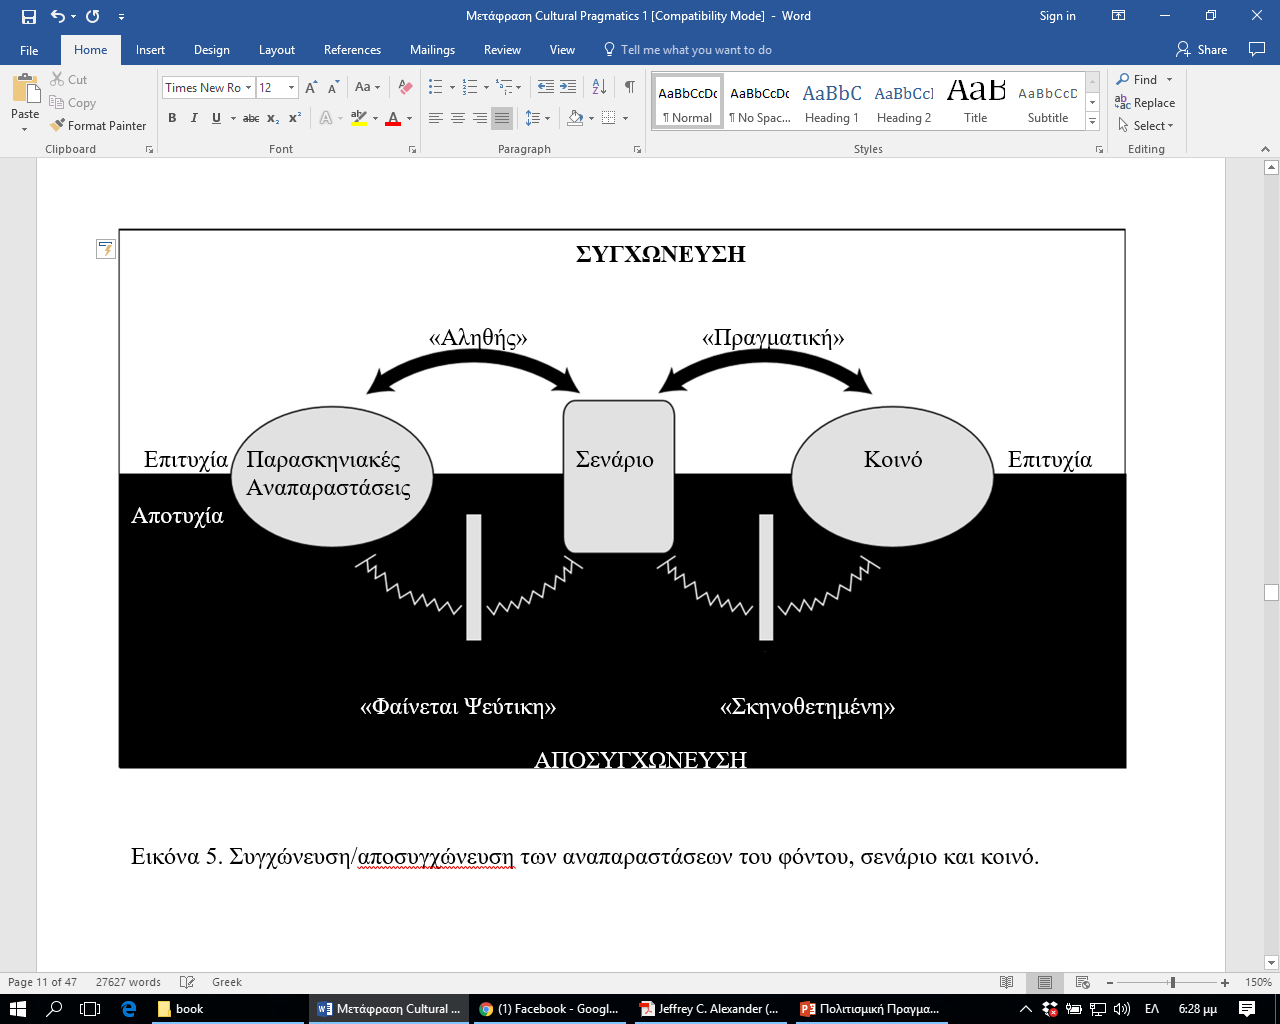 Μετάφραση Cultural Pragmatics 1 [Compatibility Mode] - Word
Sign in
File Home Insert Design Layout References Mailings Review View Tell me what you want to do Share
Paste
Cut
Copy
Format Painter
Clipboard
Times New Ro 12
Font
Paragraph
AaBbCcDc AaBbCcDc AaBbC AaBbCcI AaB AaBbCcD
¶ Normal ¶ No Spac... Heading 1 Heading 2 Title Subtitle
Styles
Find
Replace
Select
Editing
ΣΥΓΧΩΝΕΥΣΗ
«Αληθής» «Πραγματική»
Επιτυχία Παρασκηνιακές Σενάριο Κοινό Επιτυχία
Αναπαραστάσεις
Αποτυχία
«Φαίνεται Ψεύτικη» «Σκηνοθετημένη»
ΑΠΟΣΥΓΧΩΝΕΥΣΗ
Εικόνα 5. Συγχώνευση/αποσυγχώνευση των αναπαραστάσεων του φόντου, σενάριο και κοινό.
Page 11 of 47 27627 words Greek 150%
book Μετάφραση Cultural ... (1) Facebook - Googl... Jeffrey C. Alexander (... Πολιτισμική Πραγμα... ΕΛ 6:28 μμ